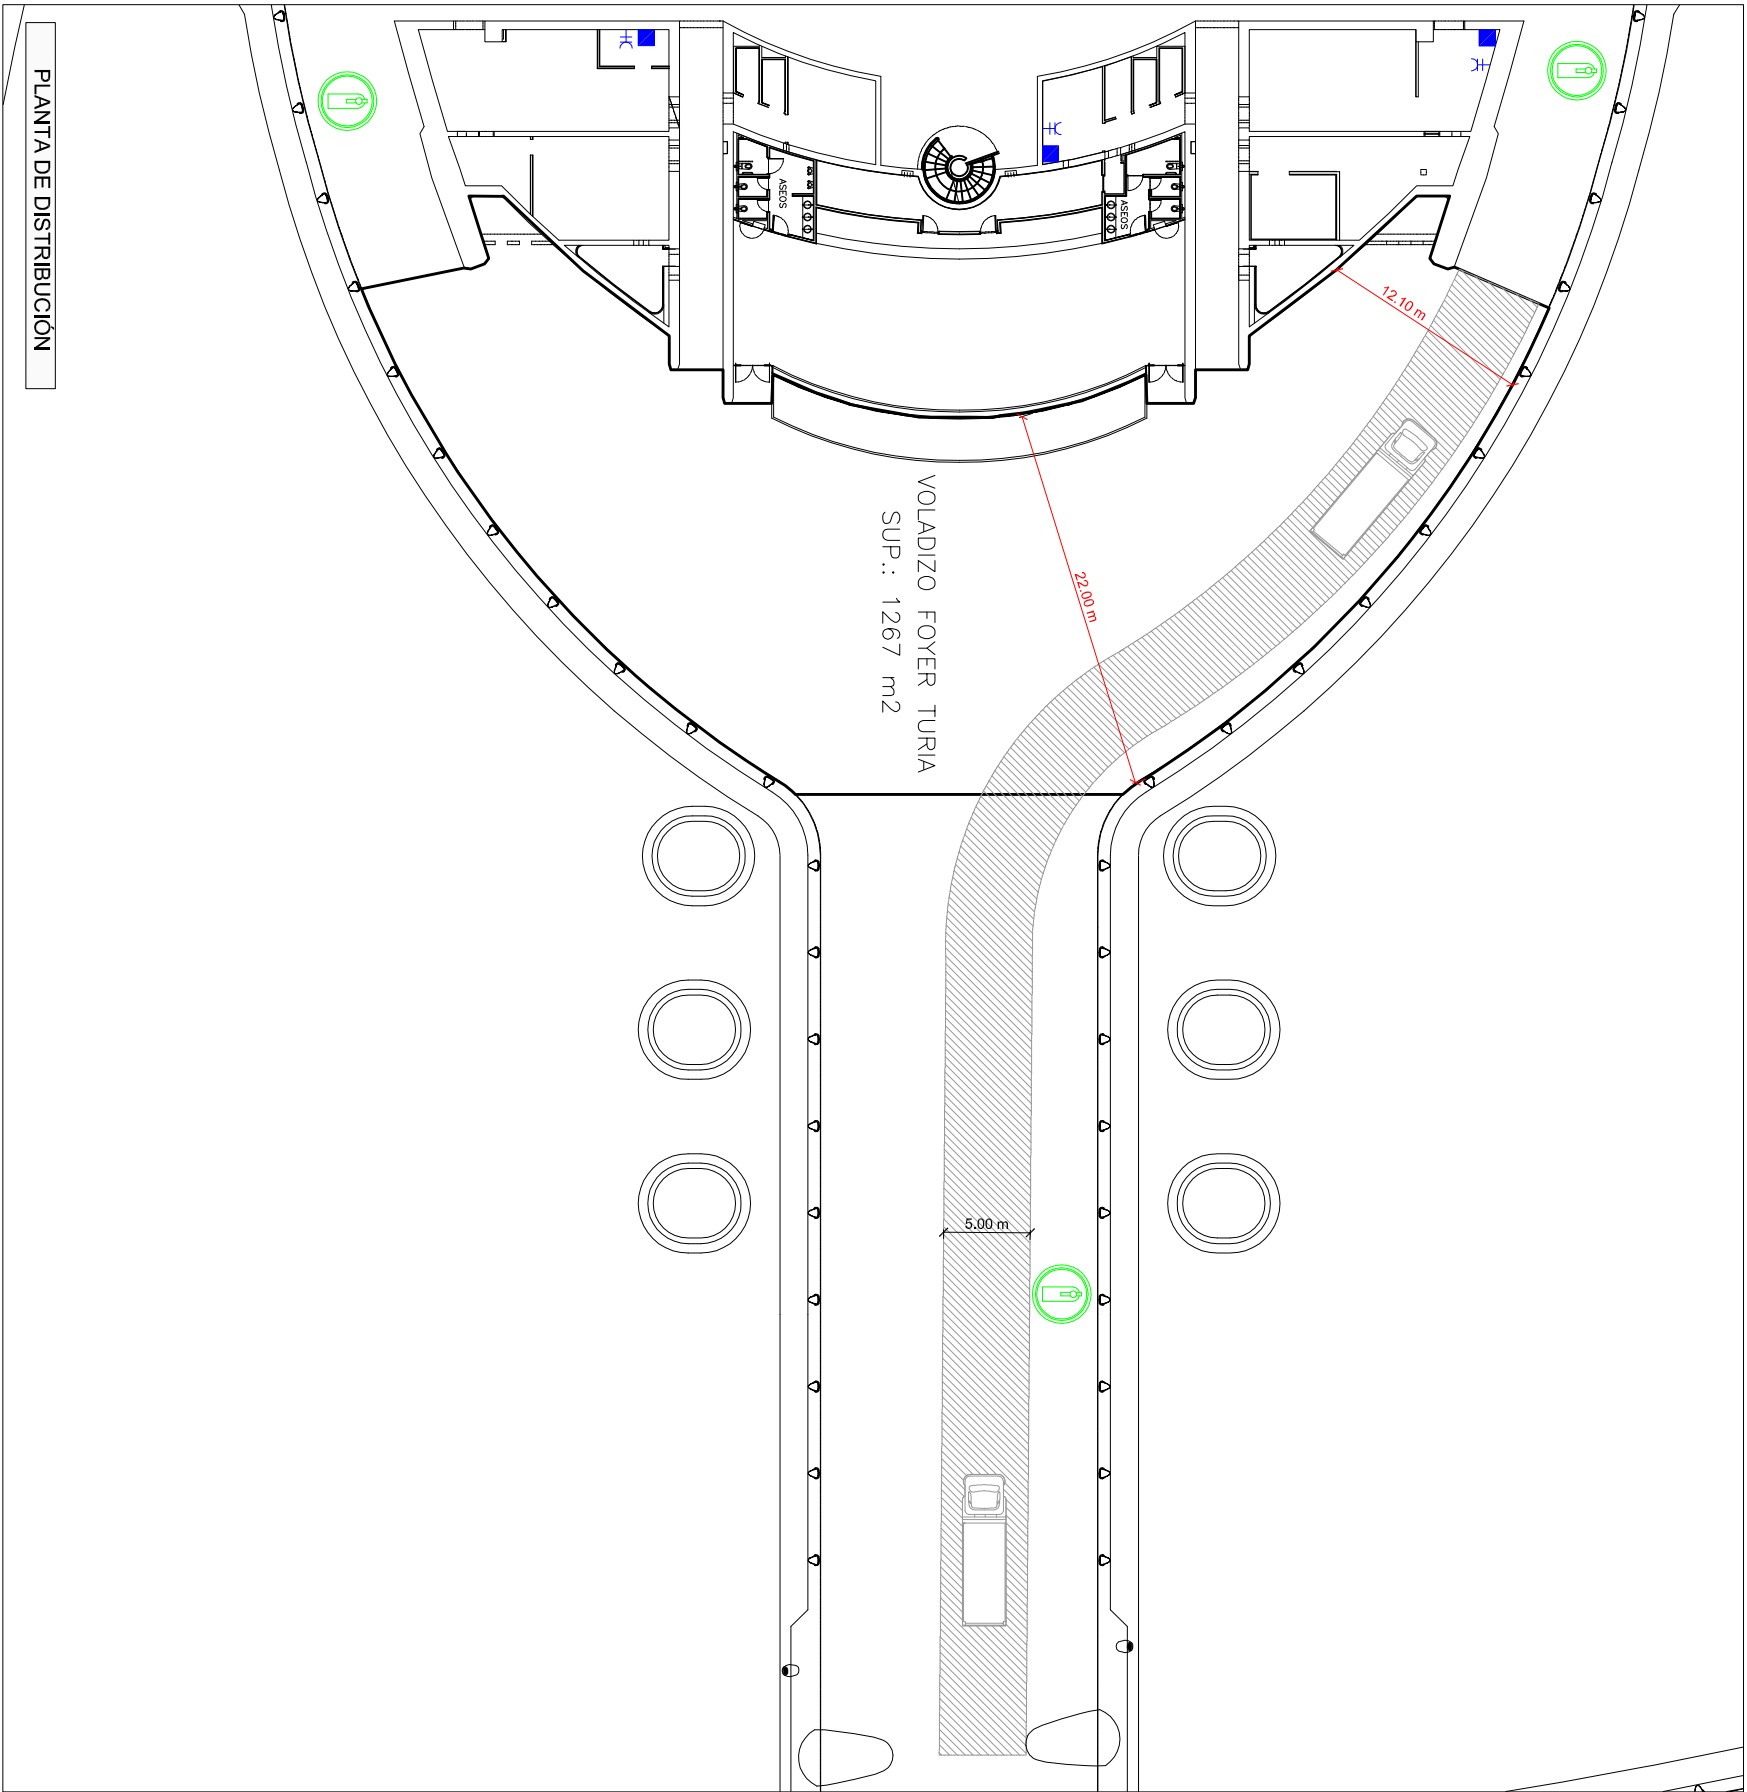 PLANTA DE DISTRIBUCIÓN
ASEOS
ASEOS
12.10 m
22.00 m
VOLADIZO FOYER TURIA
SUP.: 1267 m2
5.00 m